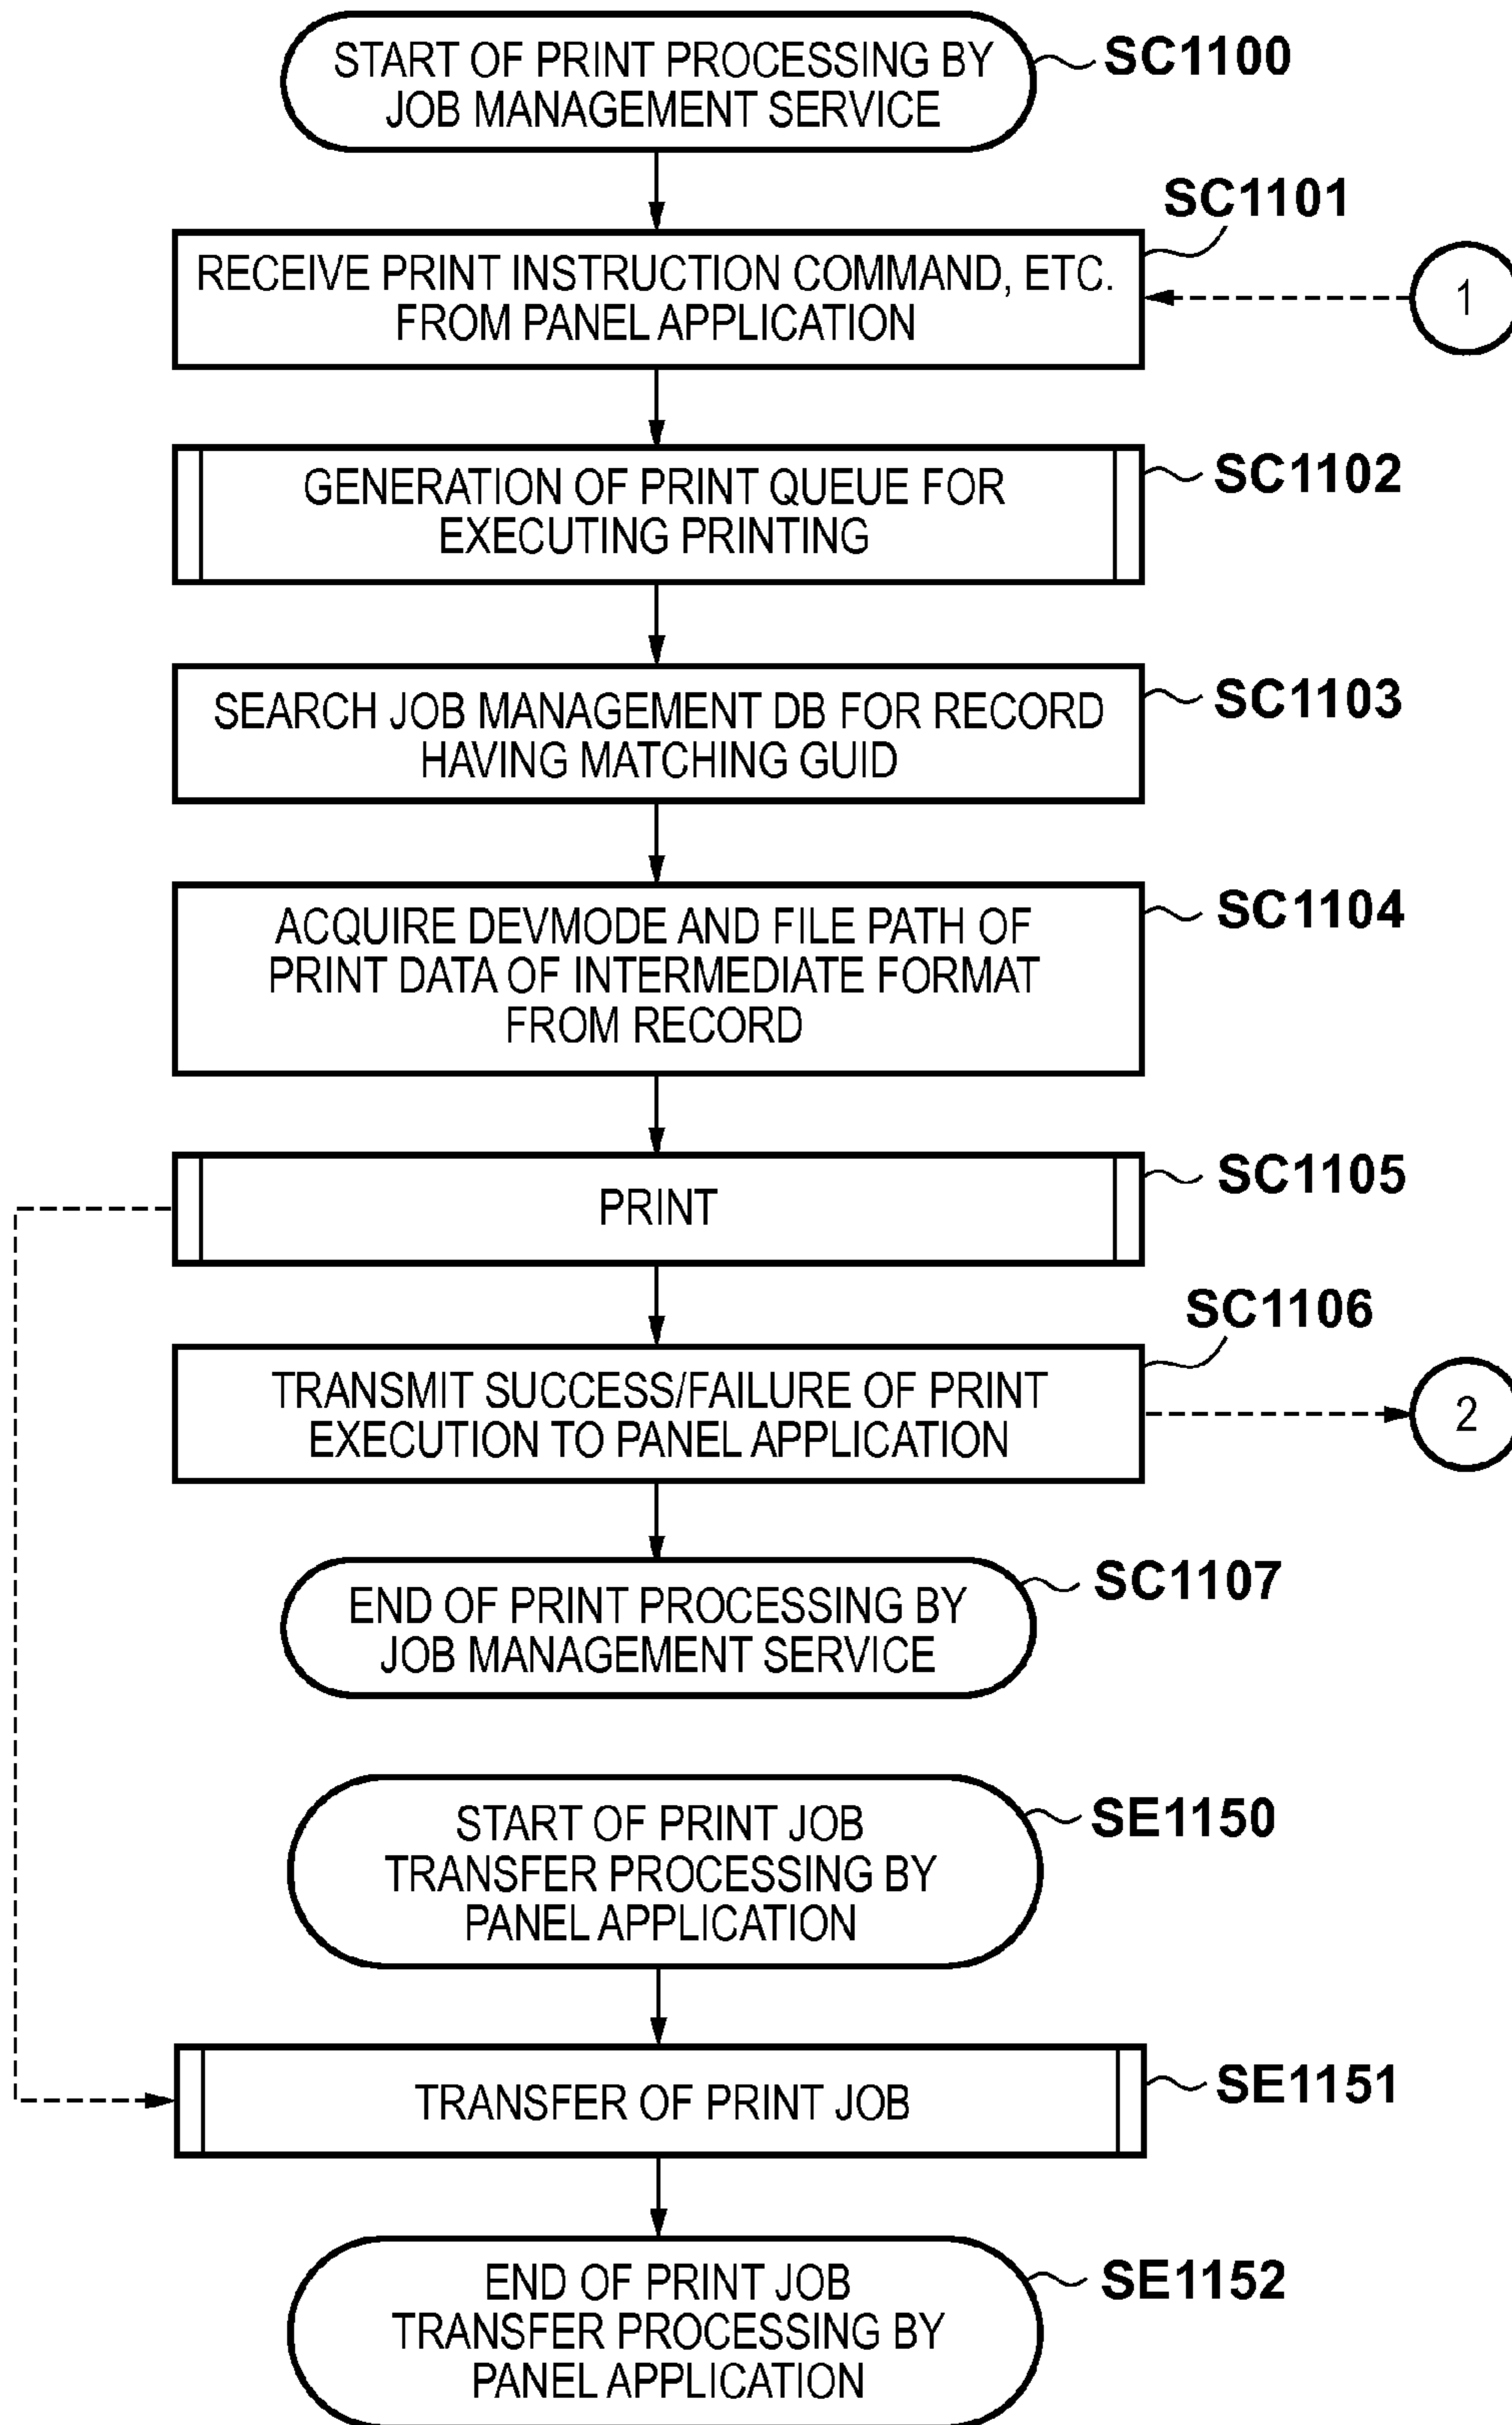 START OF PRINT PROCESSING BY
JOB MANAGEMENT SERVICE
SC1100
SC1101
RECEIVE PRINT INSTRUCTION COMMAND, ETC.
FROM PANEL APPLICATION
1
GENERATION OF PRINT QUEUE FOR
EXECUTING PRINTING
SC1102
SEARCH JOB MANAGEMENT DB FOR RECORD
HAVING MATCHING GUID
SC1103
ACQUIRE DEVMODE AND FILE PATH OF
PRINT DATA OF INTERMEDIATE FORMAT
FROM RECORD
SC1104
PRINT
SC1105
SC1106
TRANSMIT SUCCESS/FAILURE OF PRINT
EXECUTION TO PANEL APPLICATION
2
END OF PRINT PROCESSING BY
JOB MANAGEMENT SERVICE
SC1107
START OF PRINT JOB
TRANSFER PROCESSING BY
PANEL APPLICATION
SE1150
TRANSFER OF PRINT JOB
SE1151
END OF PRINT JOB
TRANSFER PROCESSING BY
PANEL APPLICATION
SE1152